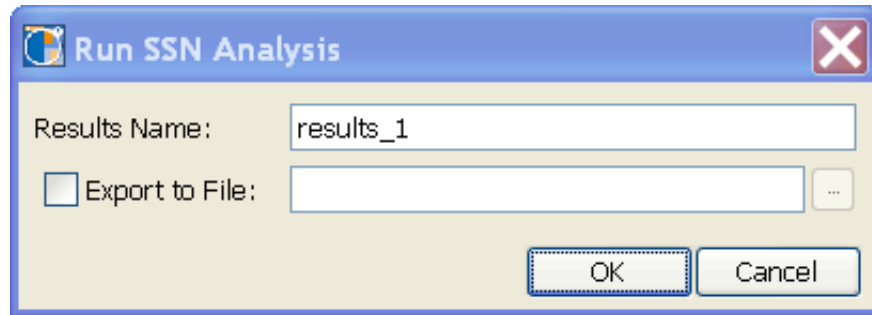 Run SSN Analysis
Results Name: results_1
Export to File: ...
OK Cancel